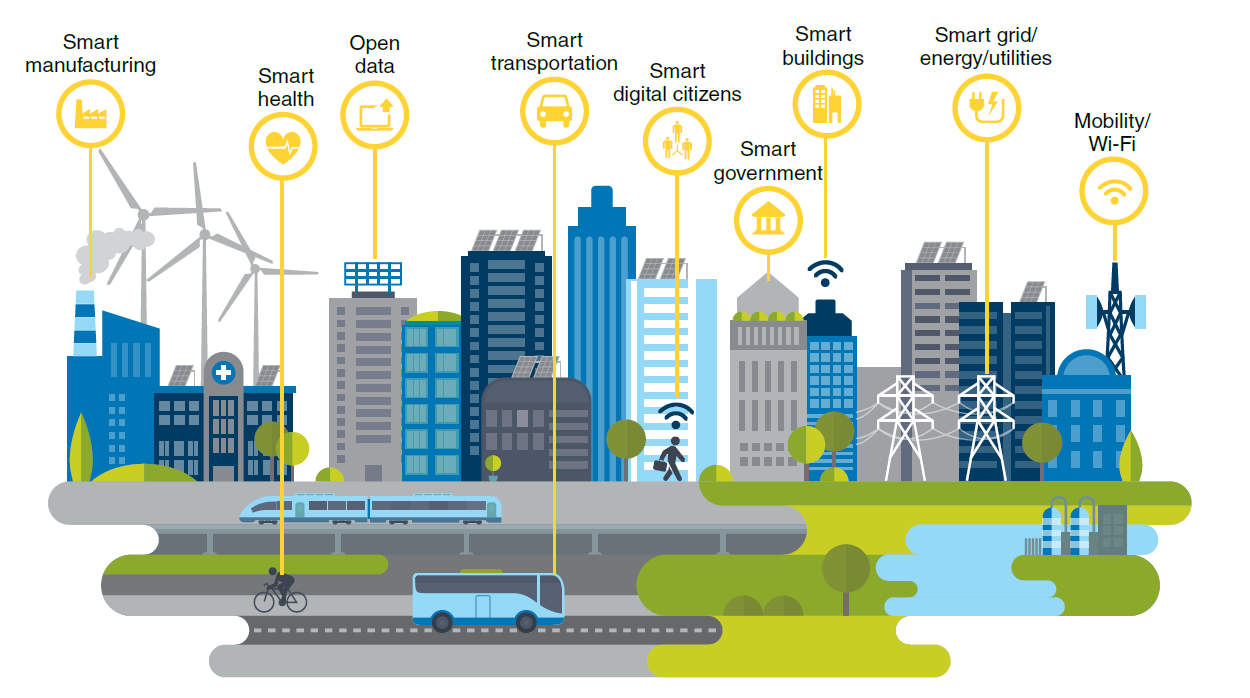 Smart
manufacturing
Smart
health
Open
data
Smart
transportation
Smart
digital citizens
Smart
government
Smart
buildings
Smart grid/
energy/utilities
Mobility/
Wi-Fi